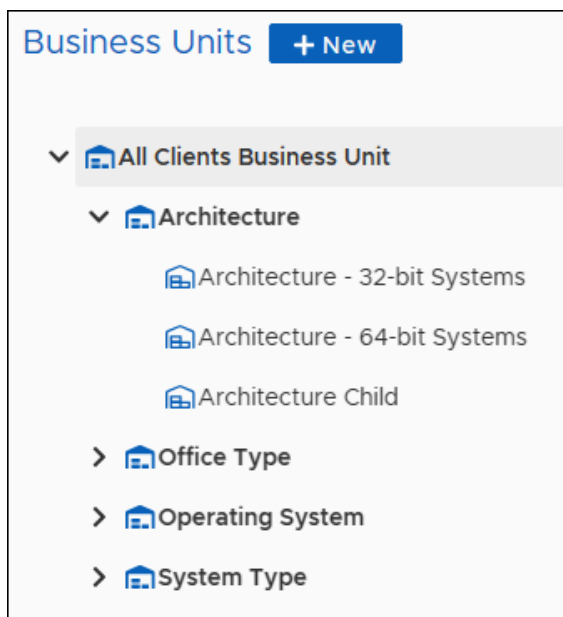 Business Units + New
All Clients Business Unit
Architecture
Architecture - 32-bit Systems
Architecture - 64-bit Systems
Architecture Child
Office Type
Operating System
System Type